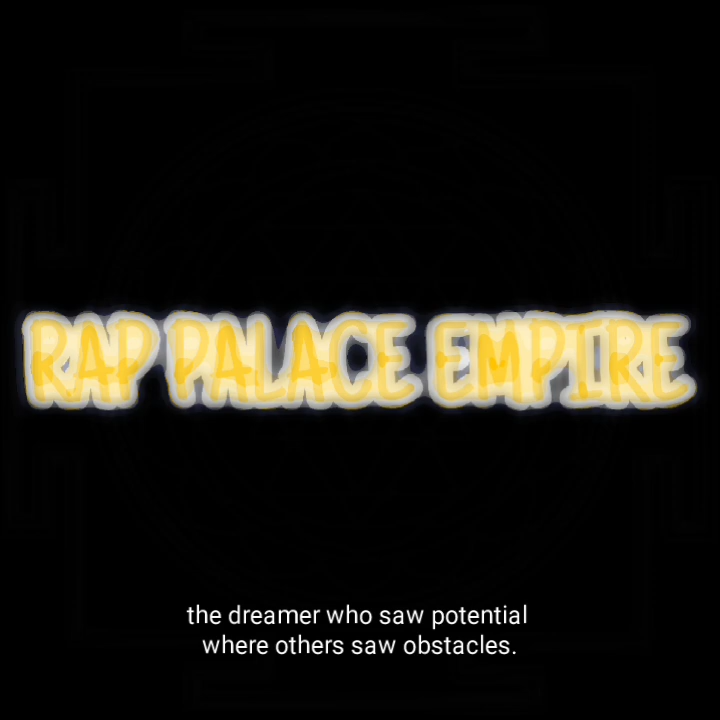 RAP PALACE EMPIRE
the dreamer who saw potential
where others saw obstacles.